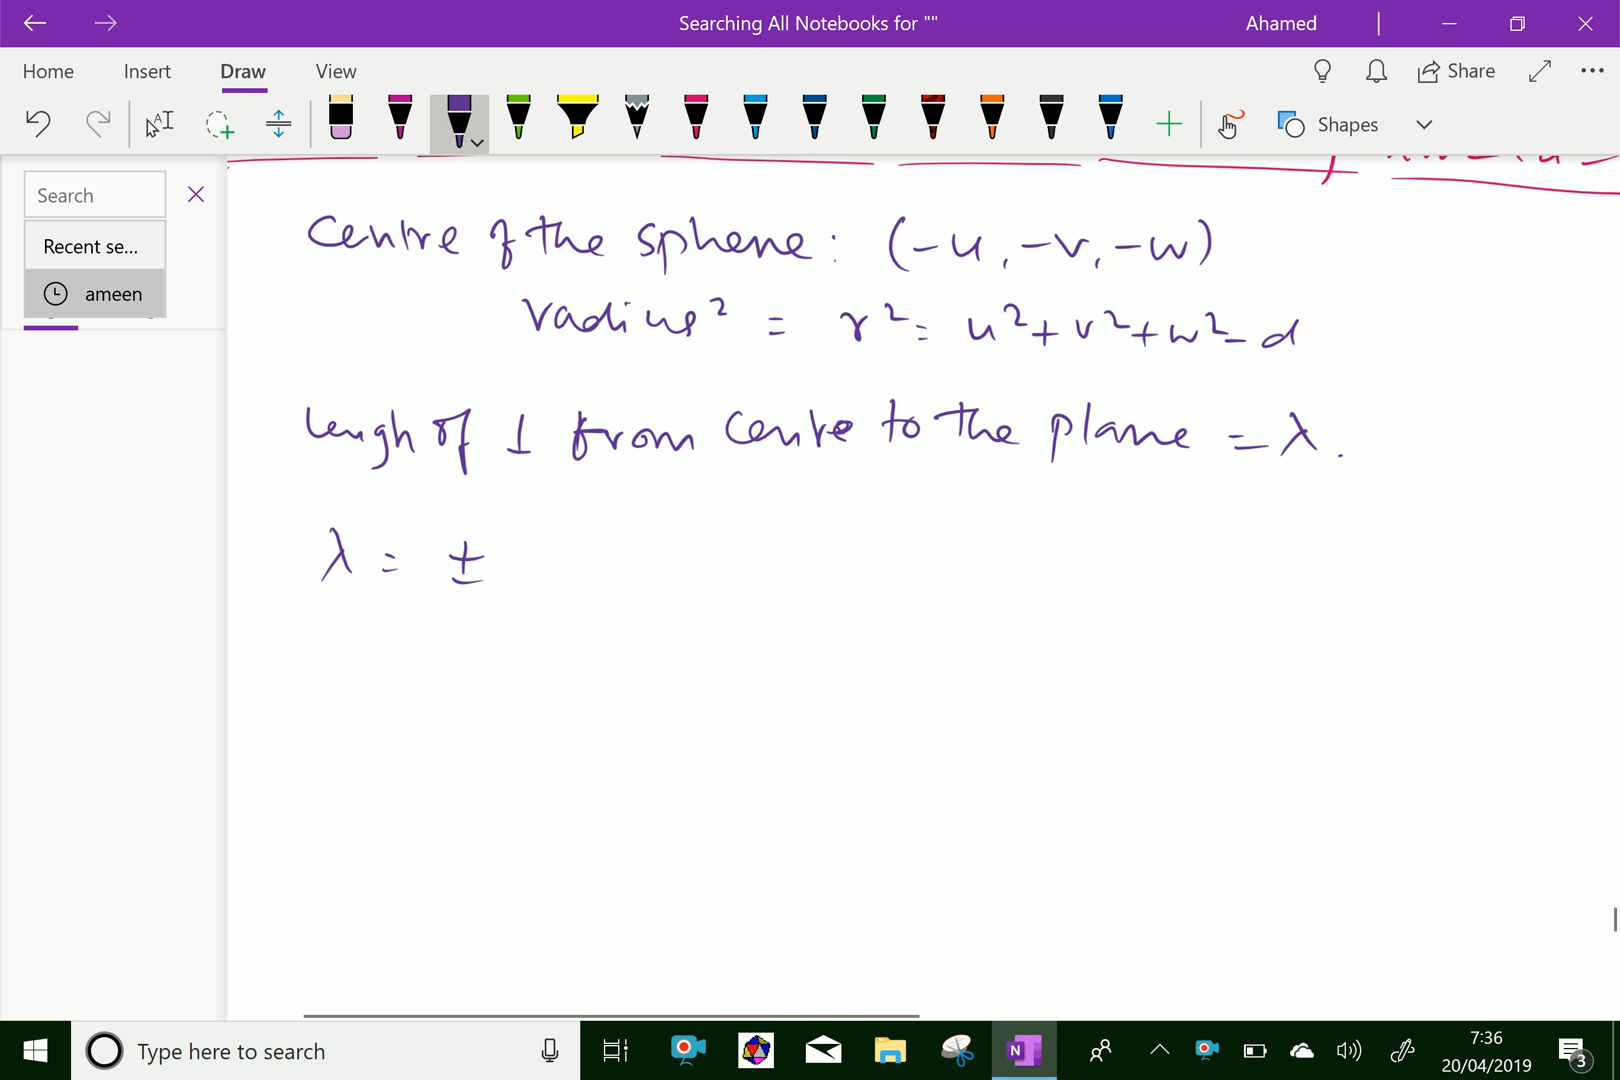 Searching All Notebooks for ""
Ahamed
Home Insert Draw View
Share
Shapes
Search
Recent se...
ameen
Centre of the sphere: (-u, -v, -w)
radius² = r² = u² + v² + w² - d
lengh of ⊥ from centre to the plane = λ.
λ = ±
Type here to search
7:36
20/04/2019
3